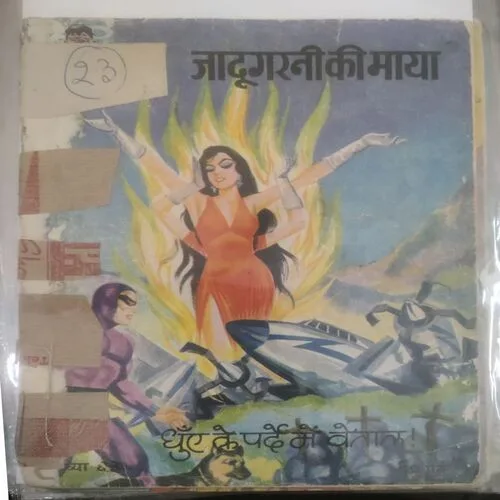 23
जादूगरनी की माया
धुँए के पर्दे में वेताल!